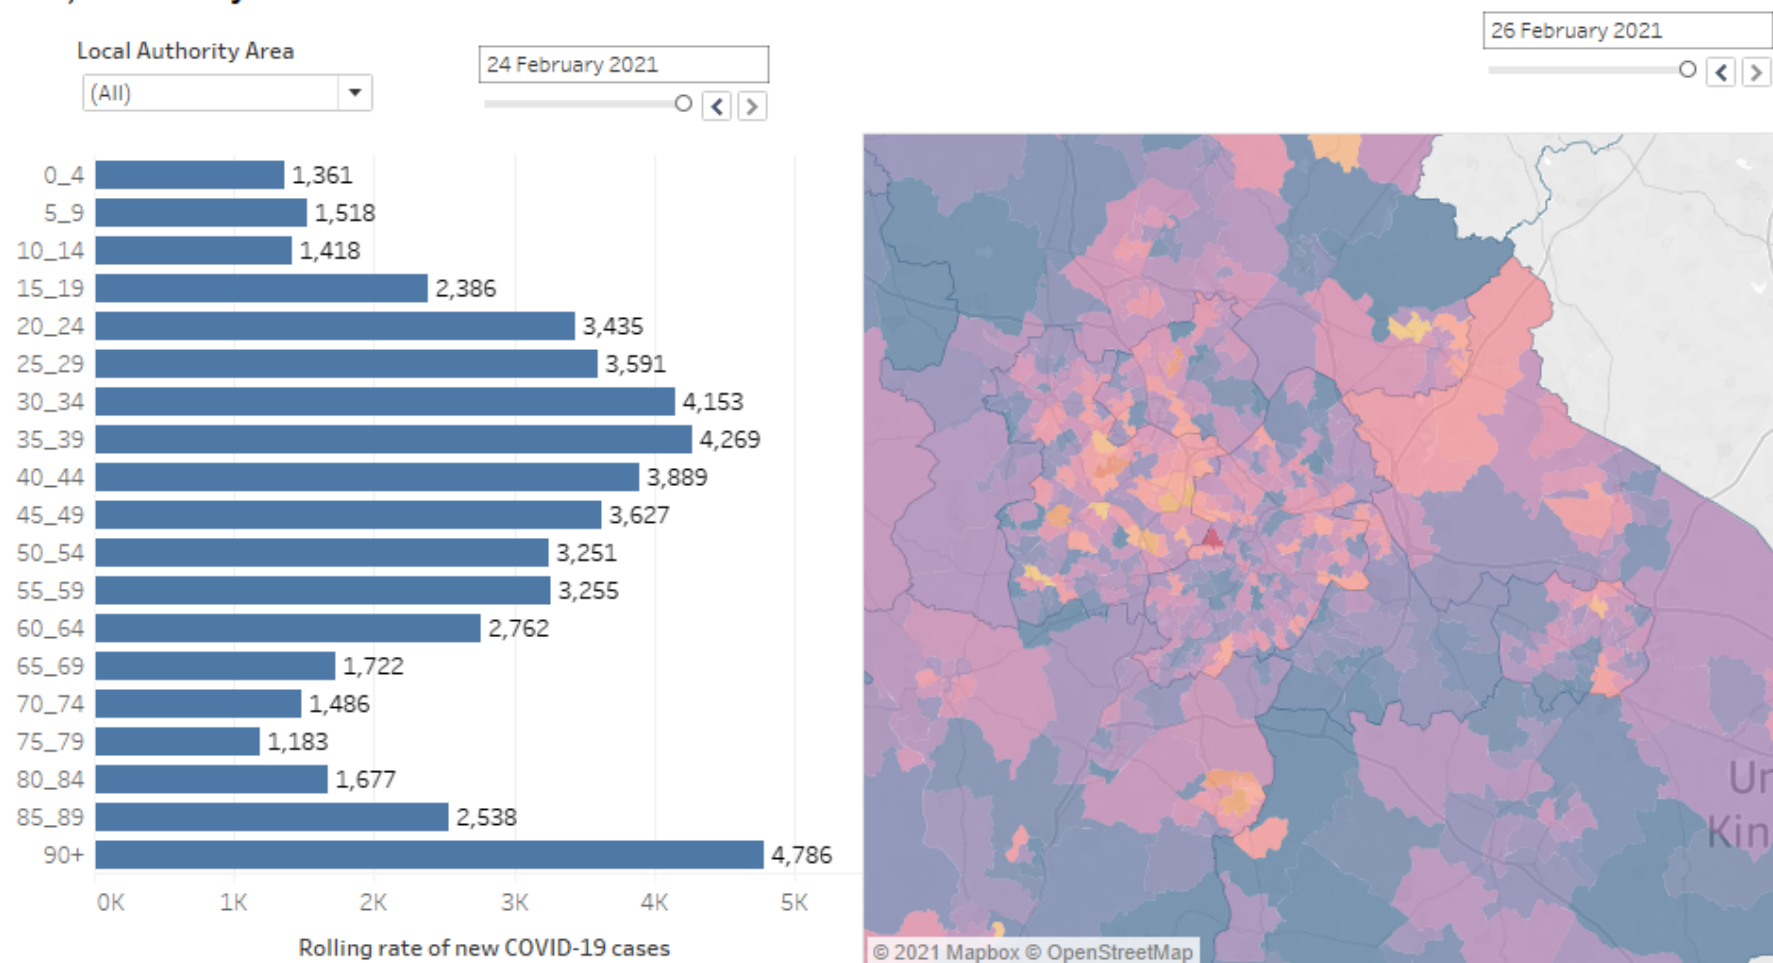 Local Authority Area
(All)
24 February 2021
26 February 2021
0_4 1,361
5_9 1,518
10_14 1,418
15_19 2,386
20_24 3,435
25_29 3,591
30_34 4,153
35_39 4,269
40_44 3,889
45_49 3,627
50_54 3,251
55_59 3,255
60_64 2,762
65_69 1,722
70_74 1,486
75_79 1,183
80_84 1,677
85_89 2,538
90+ 4,786
0K 1K 2K 3K 4K 5K
Rolling rate of new COVID-19 cases
Un
Kin
© 2021 Mapbox © OpenStreetMap